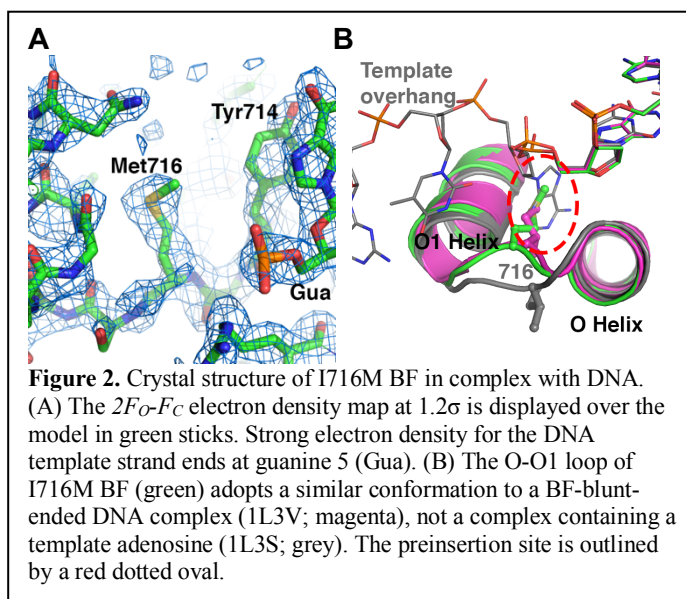 A
B
Template
overhang
Tyr714
Met716
O1 Helix
716
Gua
O Helix
Figure 2. Crystal structure of I716M BF in complex with DNA.
(A) The 2FO-FC electron density map at 1.2σ is displayed over the
model in green sticks. Strong electron density for the DNA
template strand ends at guanine 5 (Gua). (B) The O-O1 loop of
I716M BF (green) adopts a similar conformation to a BF-blunt-
ended DNA complex (1L3V; magenta), not a complex containing a
template adenosine (1L3S; grey). The preinsertion site is outlined
by a red dotted oval.